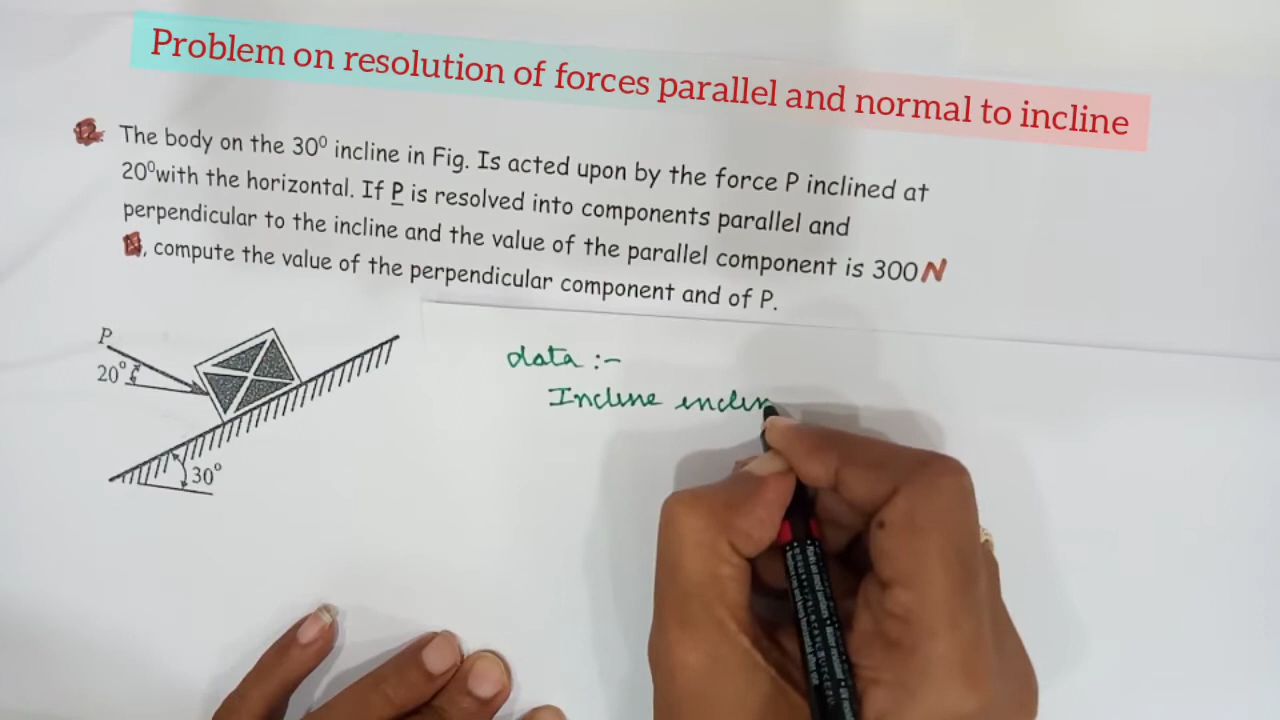 Problem on resolution of forces parallel and normal to incline
The body on the 30⁰ incline in Fig. Is acted upon by the force P inclined at
20⁰with the horizontal. If P is resolved into components parallel and
perpendicular to the incline and the value of the parallel component is 300 N
, compute the value of the perpendicular component and of P.
P
20°
30°
data :-
Incline inclin